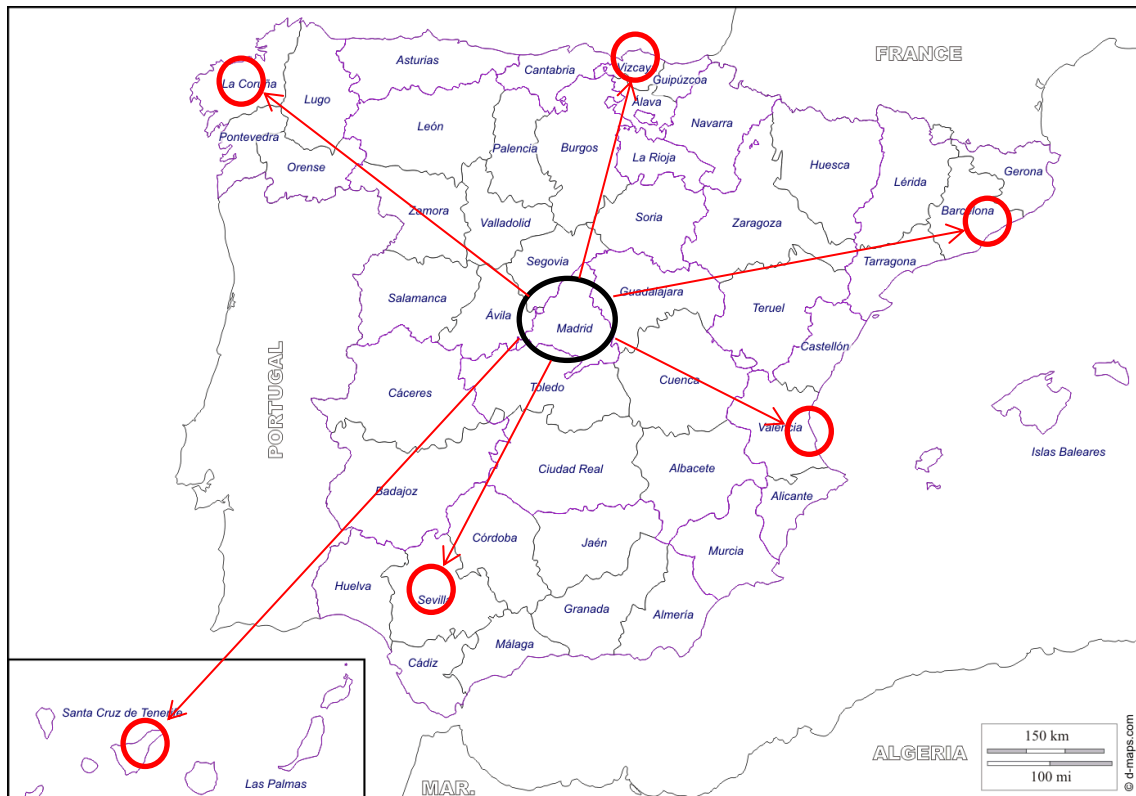 FRANCE
Asturias
Cantabria
Vizcaya
Guipúzcoa
La Coruña
Lugo
Álava
Navarra
León
Pontevedra
Palencia
Burgos
La Rioja
Huesca
Gerona
Orense
Lérida
Zamora
Valladolid
Soria
Zaragoza
Barcelona
Segovia
Tarragona
Salamanca
Ávila
Guadalajara
Teruel
Madrid
Castellón
PORTUGAL
Cáceres
Toledo
Cuenca
Valencia
Islas Baleares
Ciudad Real
Albacete
Badajoz
Alicante
Córdoba
Jaén
Murcia
Huelva
Sevilla
Granada
Almería
Málaga
Cádiz
Santa Cruz de Tenerife
Las Palmas
MAR.
ALGERIA
150 km
100 mi
© d-maps.com